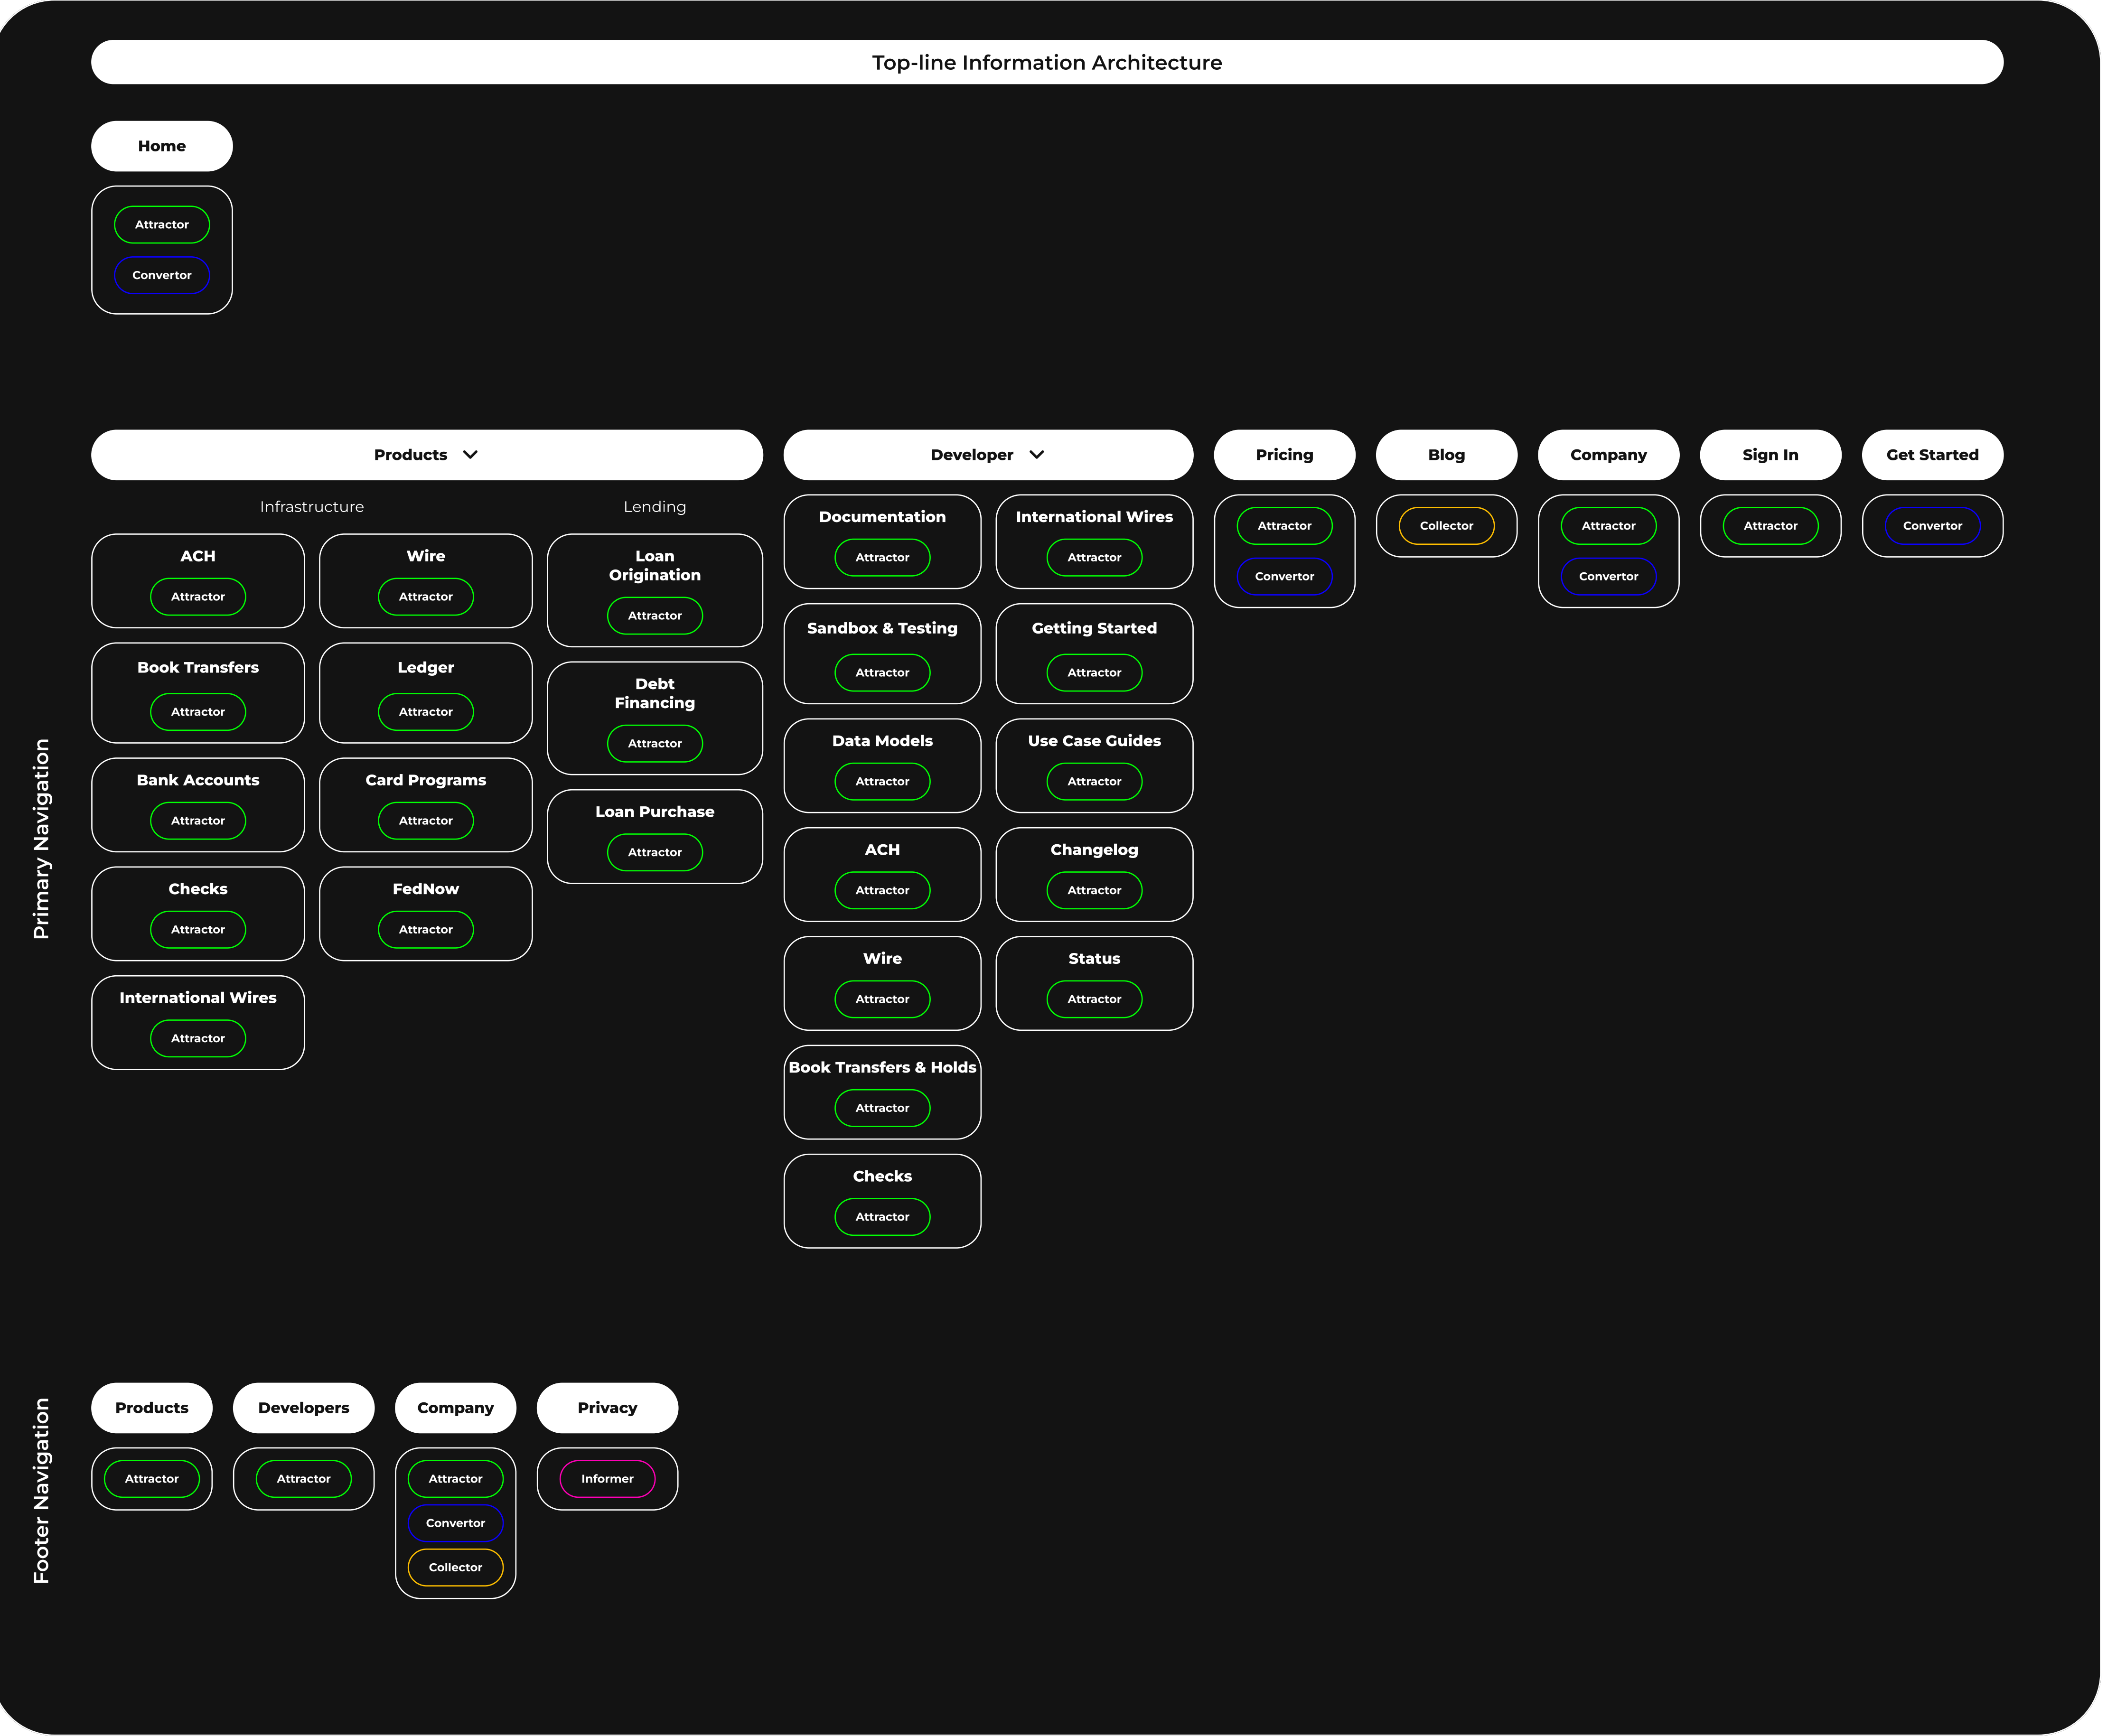 Top-line Information Architecture
Home
Attractor
Convertor
Primary Navigation
Products
Infrastructure
Lending
ACH
Attractor
Wire
Attractor
Loan
Origination
Attractor
Book Transfers
Attractor
Ledger
Attractor
Debt
Financing
Attractor
Bank Accounts
Attractor
Card Programs
Attractor
Loan Purchase
Attractor
Checks
Attractor
FedNow
Attractor
International Wires
Attractor
Developer
Documentation
Attractor
International Wires
Attractor
Sandbox & Testing
Attractor
Getting Started
Attractor
Data Models
Attractor
Use Case Guides
Attractor
ACH
Attractor
Changelog
Attractor
Wire
Attractor
Status
Attractor
Book Transfers & Holds
Attractor
Checks
Attractor
Pricing
Attractor
Convertor
Blog
Collector
Company
Attractor
Convertor
Sign In
Attractor
Get Started
Convertor
Footer Navigation
Products
Attractor
Developers
Attractor
Company
Attractor
Convertor
Collector
Privacy
Informer